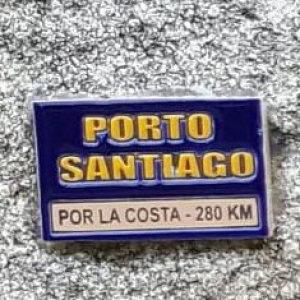 PORTO
SANTIAGO
POR LA COSTA - 280 KM